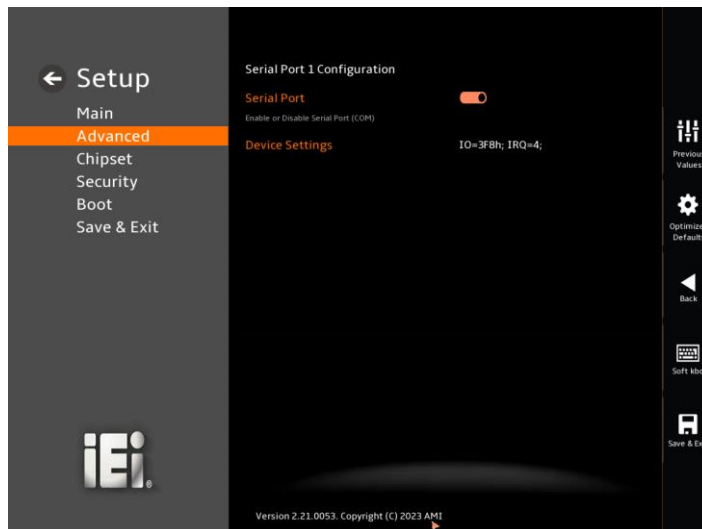 Setup
Main
Advanced
Chipset
Security
Boot
Save & Exit
iEi®
Serial Port 1 Configuration
Serial Port
Enable or Disable Serial Port (COM)
Device Settings IO=3F8h; IRQ=4;
Previou
Values
Optimize
Default
Back
Soft kb
Save & Ex
Version 2.21.0053. Copyright (C) 2023 AMI